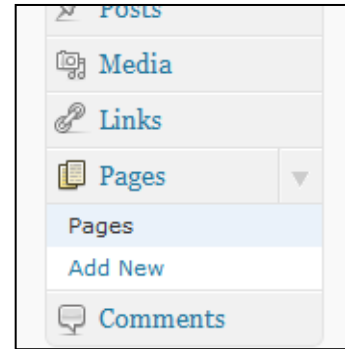 Posts
Media
Links
Pages
Pages
Add New
Comments